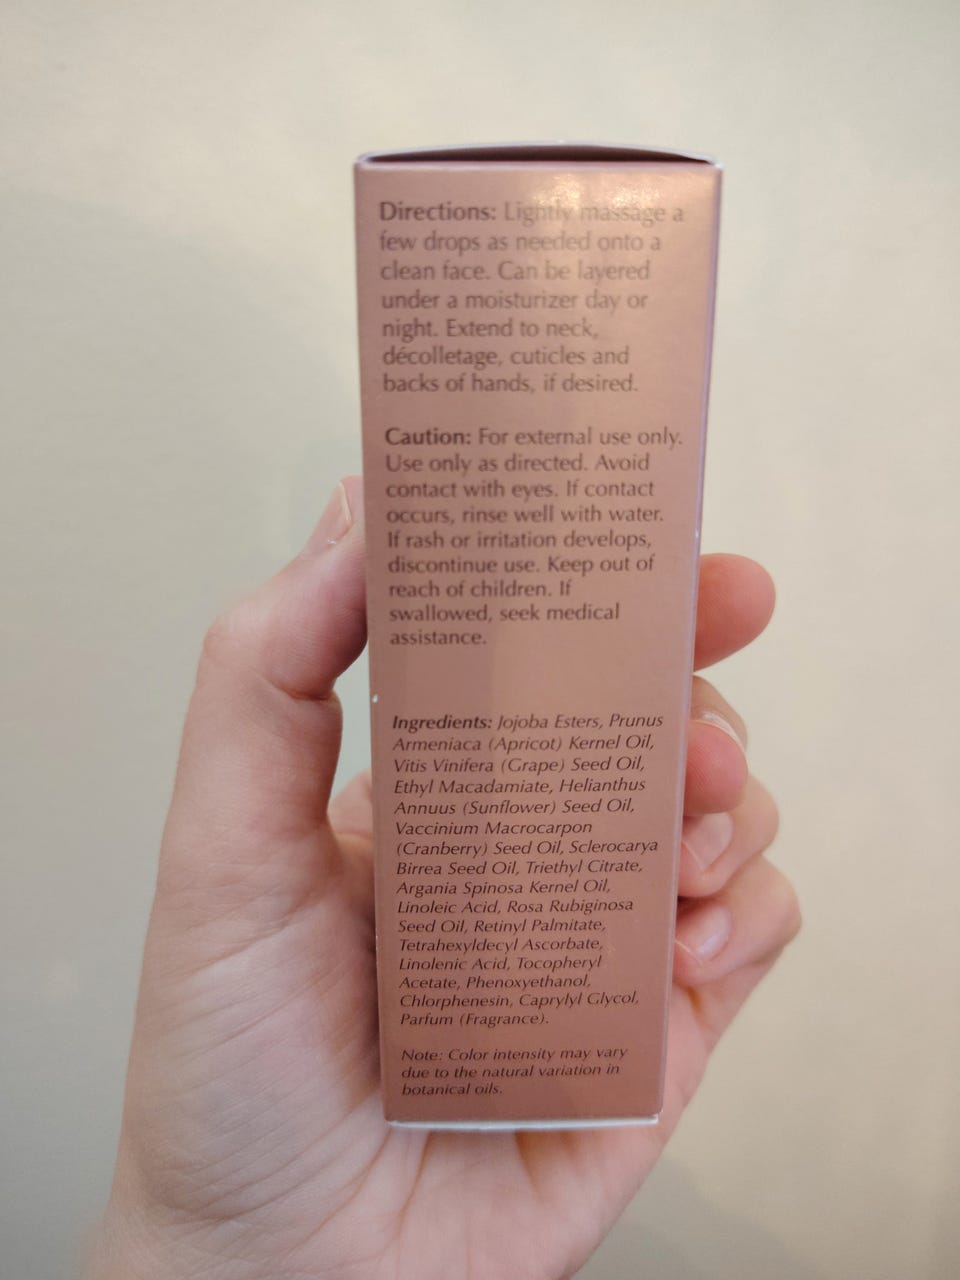 Directions: Lightly massage a
few drops as needed onto a
clean face. Can be layered
under a moisturizer day or
night. Extend to neck,
décolletage, cuticles and
backs of hands, if desired.
Caution: For external use only.
Use only as directed. Avoid
contact with eyes. If contact
occurs, rinse well with water.
If rash or irritation develops,
discontinue use. Keep out of
reach of children. If
swallowed, seek medical
assistance.
Ingredients: Jojoba Esters, Prunus
Armeniaca (Apricot) Kernel Oil,
Vitis Vinifera (Grape) Seed Oil,
Ethyl Macadamiate, Helianthus
Annuus (Sunflower) Seed Oil,
Vaccinium Macrocarpon
(Cranberry) Seed Oil, Sclerocarya
Birrea Seed Oil, Triethyl Citrate,
Argania Spinosa Kernel Oil,
Linoleic Acid, Rosa Rubiginosa
Seed Oil, Retinyl Palmitate,
Tetrahexyldecyl Ascorbate,
Linolenic Acid, Tocopheryl
Acetate, Phenoxyethanol,
Chlorphenesin, Caprylyl Glycol,
Parfum (Fragrance).
Note: Color intensity may vary
due to the natural variation in
botanical oils.